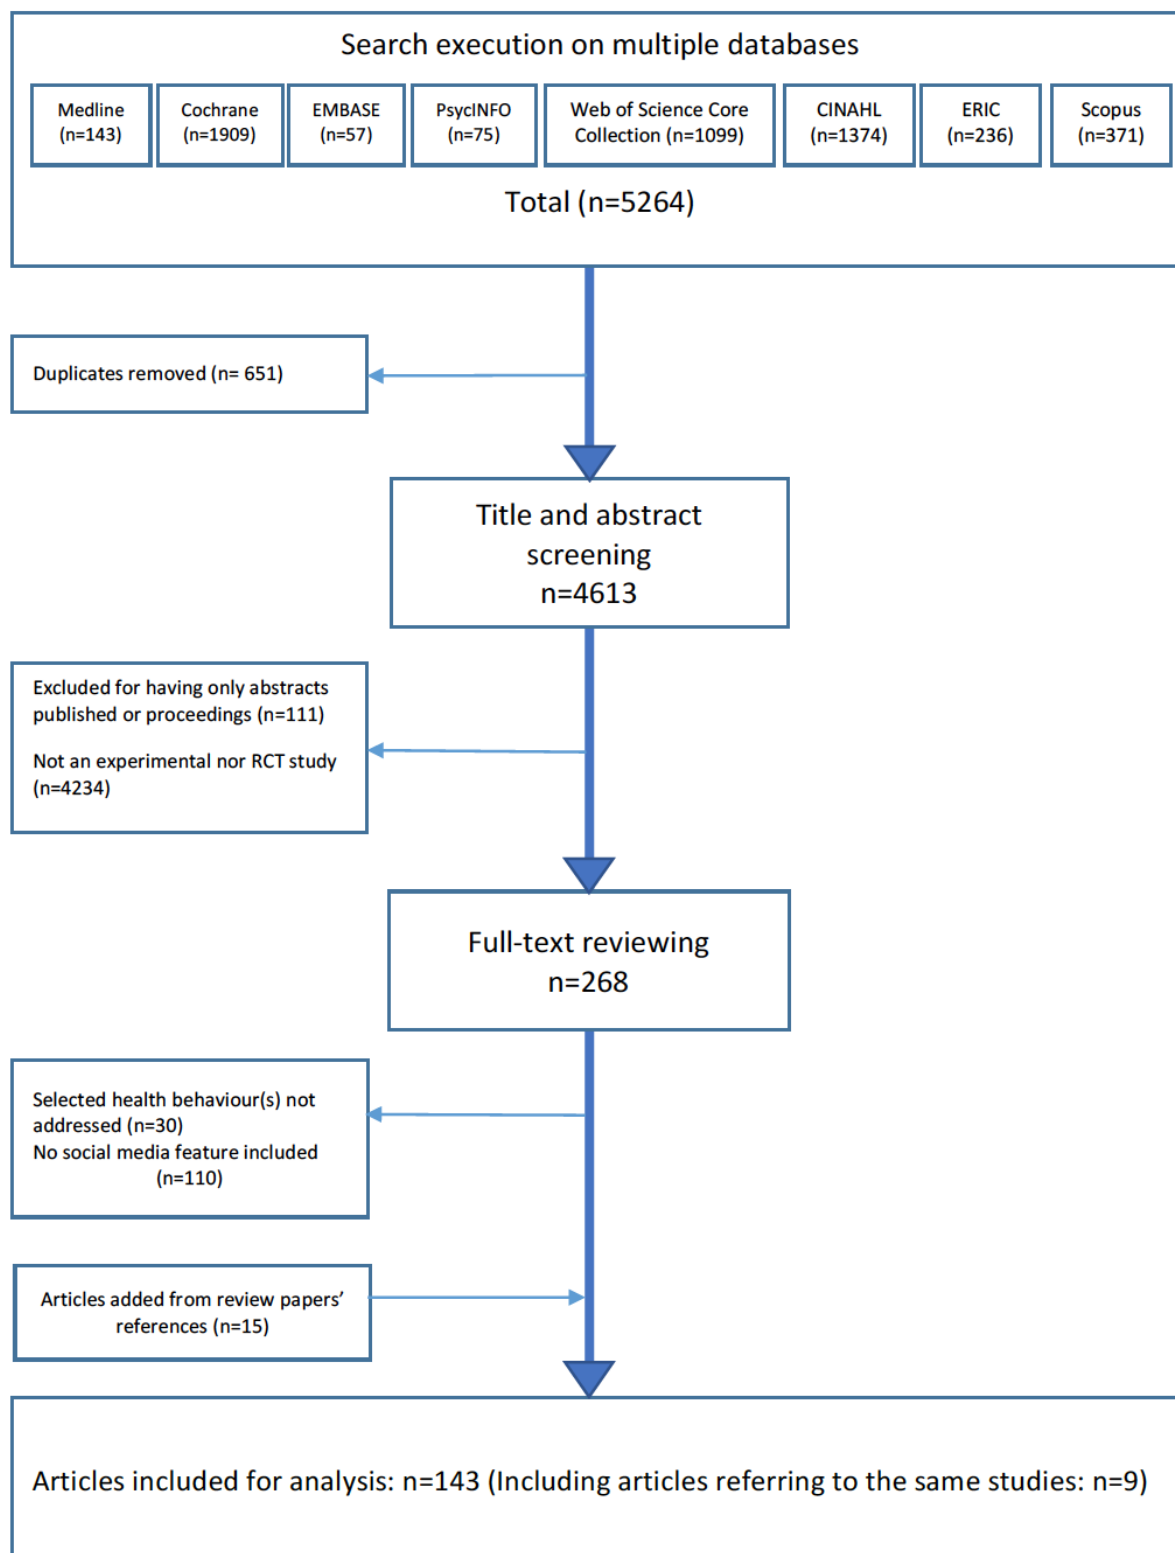 Search execution on multiple databases
Medline
(n=143)
Cochrane
(n=1909)
EMBASE
(n=57)
PsycINFO
(n=75)
Web of Science Core
Collection (n=1099)
CINAHL
(n=1374)
ERIC
(n=236)
Scopus
(n=371)
Total (n=5264)
Duplicates removed (n= 651)
Title and abstract
screening
n=4613
Excluded for having only abstracts
published or proceedings (n=111)
Not an experimental nor RCT study
(n=4234)
Full-text reviewing
n=268
Selected health behaviour(s) not
addressed (n=30)
No social media feature included
(n=110)
Articles added from review papers’
references (n=15)
Articles included for analysis: n=143 (Including articles referring to the same studies: n=9)